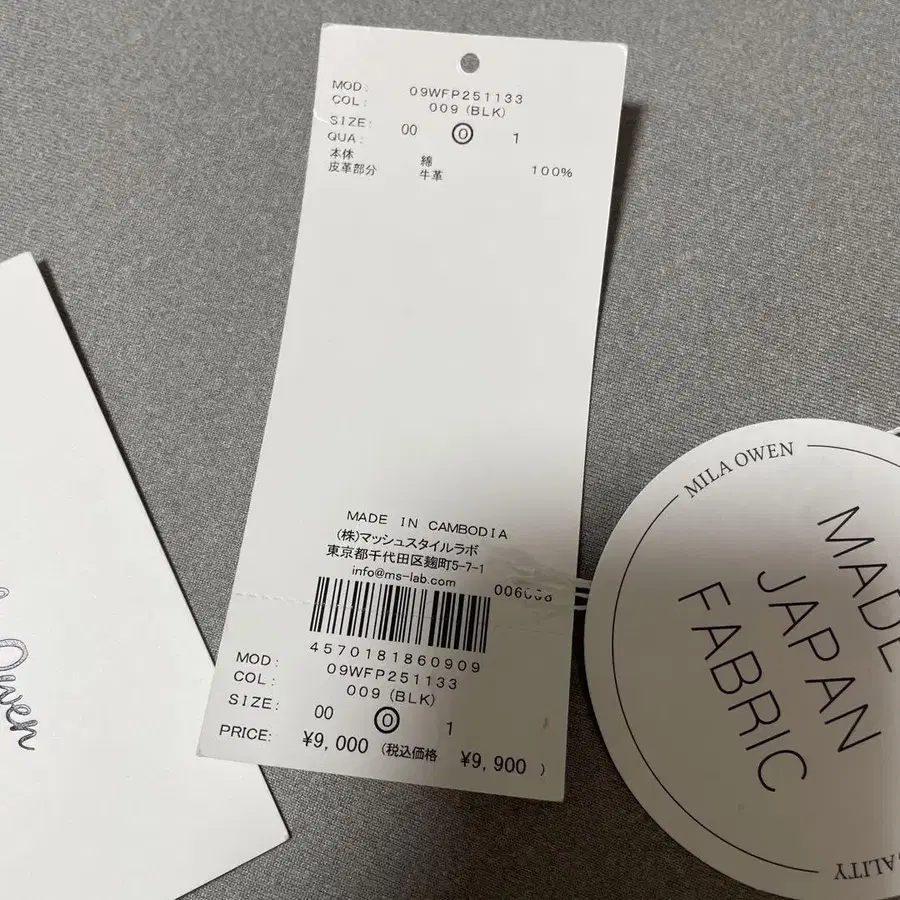 MOD: 09WFP251133
COL: 009 (BLK)
SIZE: 00 0 1
QUA:
本体 綿 100%
皮革部分 牛革
MADE IN CAMBODIA
(株)マッシュスタイルラボ
東京都千代田区麹町5-7-1
info@ms-lab.com
4570181860909
MOD: 09WFP251133
COL: 009 (BLK)
SIZE: 00 0 1
PRICE: ¥9,000 (税込価格 ¥9,900 )
Owen
MILA OWEN
MADE
JAPAN
FABRIC